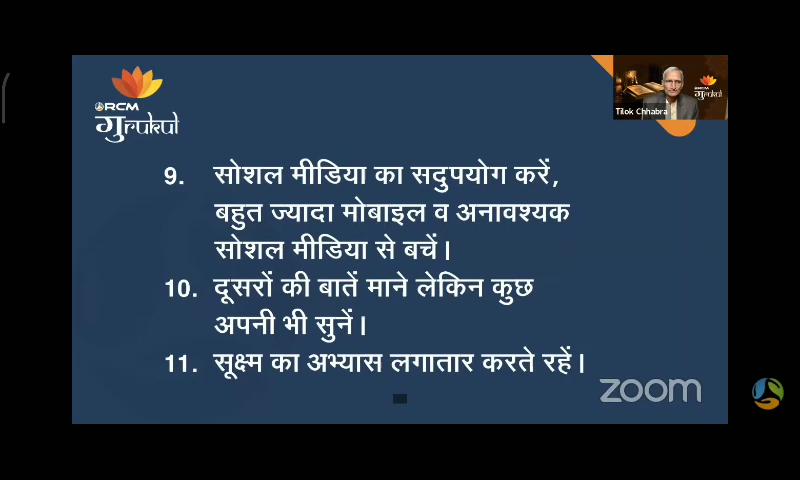 RCM
गुrukul
Tilok Chhabra
गुrukul
9. सोशल मीडिया का सदुपयोग करें,
बहुत ज्यादा मोबाइल व अनावश्यक
सोशल मीडिया से बचें।
10. दूसरों की बातें माने लेकिन कुछ
अपनी भी सुनें।
11. सूक्ष्म का अभ्यास लगातार करते रहें।
zoom